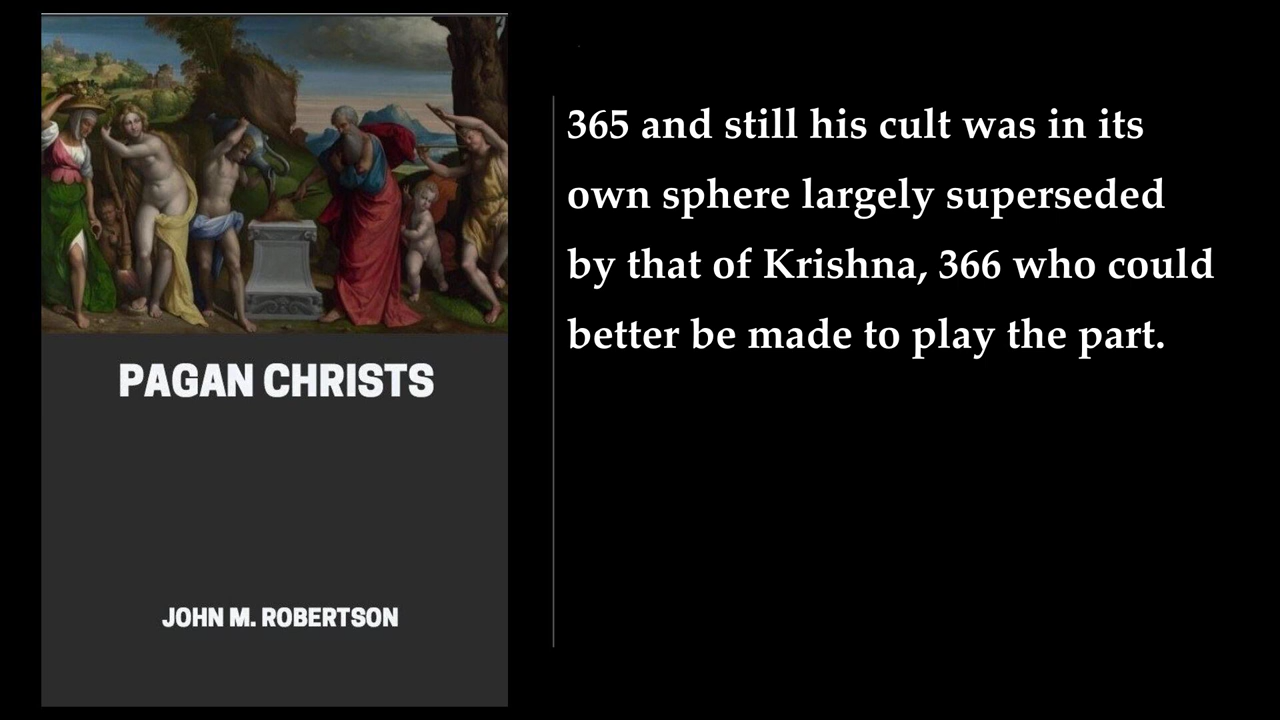 PAGAN CHRISTS
JOHN M. ROBERTSON
365 and still his cult was in its
own sphere largely superseded
by that of Krishna, 366 who could
better be made to play the part.